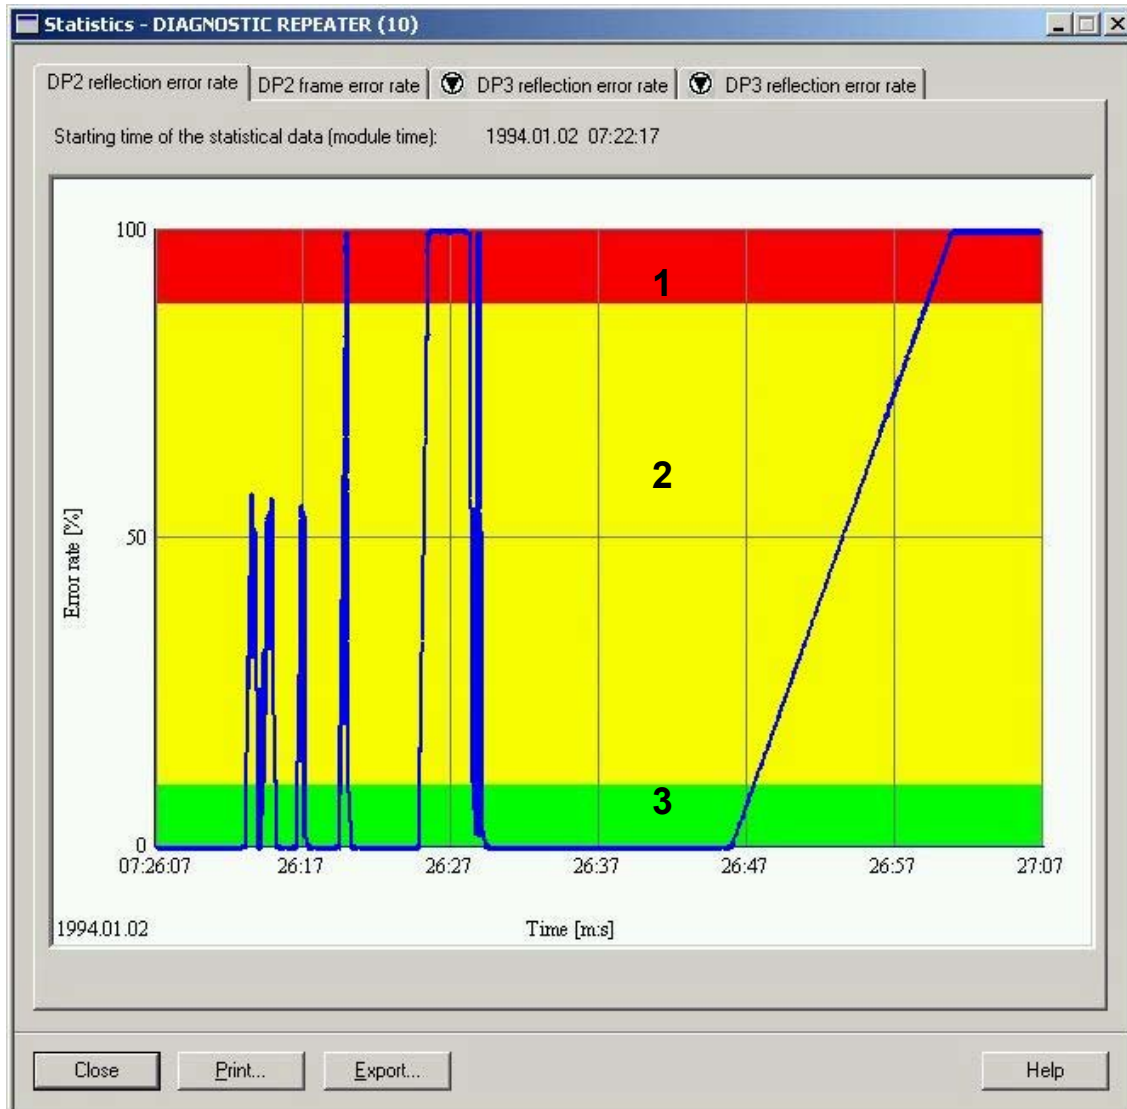 Statistics - DIAGNOSTIC REPEATER (10)
DP2 reflection error rate DP2 frame error rate DP3 reflection error rate DP3 reflection error rate
Starting time of the statistical data (module time): 1994.01.02 07:22:17
100
1
2
50
Error rate [%]
3
0
07:26:07 26:17 26:27 26:37 26:47 26:57 27:07
1994.01.02 Time [m:s]
Close Print... Export... Help